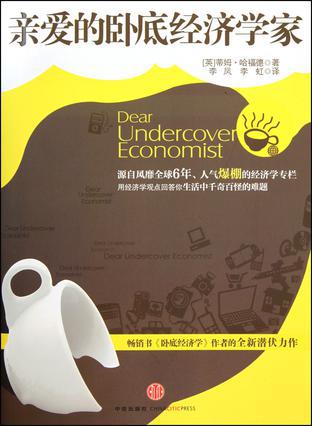 亲爱的卧底经济学家
[英]蒂姆·哈福德◎著
李凤 李虹◎译
Dear
Undercover
Economist
源自风靡全球6年、人气爆棚的经济学专栏
用经济学观点回答你生活中千奇百怪的难题
Dear Undercover Economist
Dear Undercover Economist
畅销书《卧底经济学》作者的全新潜伏力作
中信出版社 CHINACITICPRESS